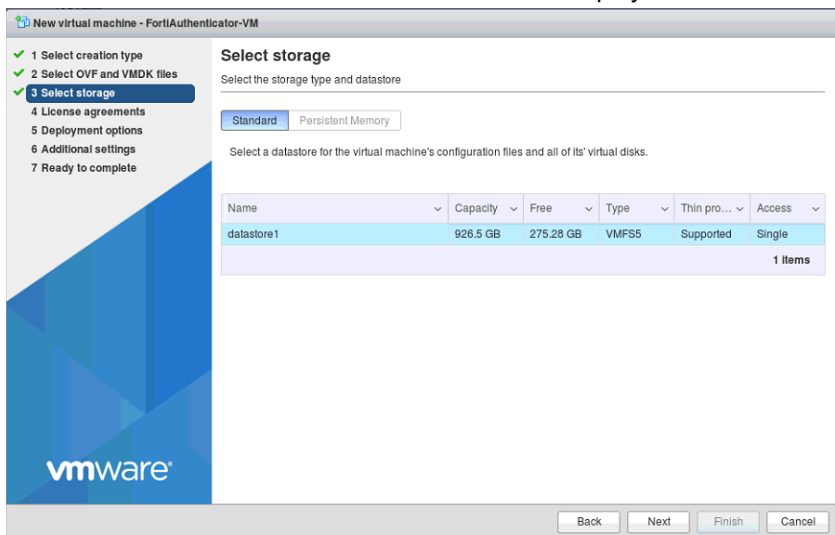 New virtual machine - FortiAuthenticator-VM
1 Select creation type
2 Select OVF and VMDK files
3 Select storage
4 License agreements
5 Deployment options
6 Additional settings
7 Ready to complete
vmware®
Select storage
Select the storage type and datastore
Standard Persistent Memory
Select a datastore for the virtual machine's configuration files and all of its' virtual disks.
Name Capacity Free Type Thin pro... Access
datastore1 926.5 GB 275.28 GB VMFS5 Supported Single
1 items
Back Next Finish Cancel